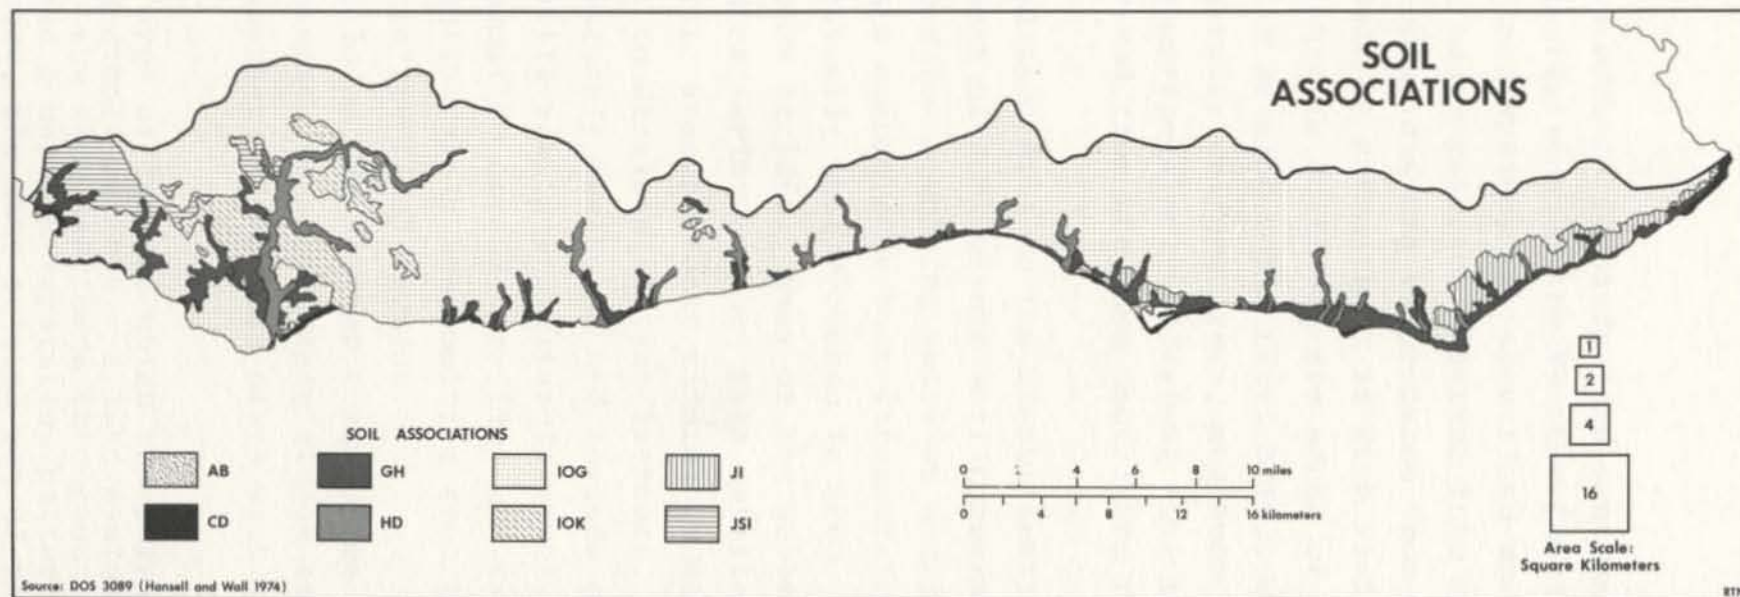 SOIL
ASSOCIATIONS
1
2
4
16
Area Scale:
Square Kilometers
SOIL ASSOCIATIONS
AB
GH
IOG
JI
CD
HD
IOK
JSI
0 2 4 6 8 10 miles
0 4 8 12 16 kilometers
Source: DOS 3089 (Hansell and Wall 1974)